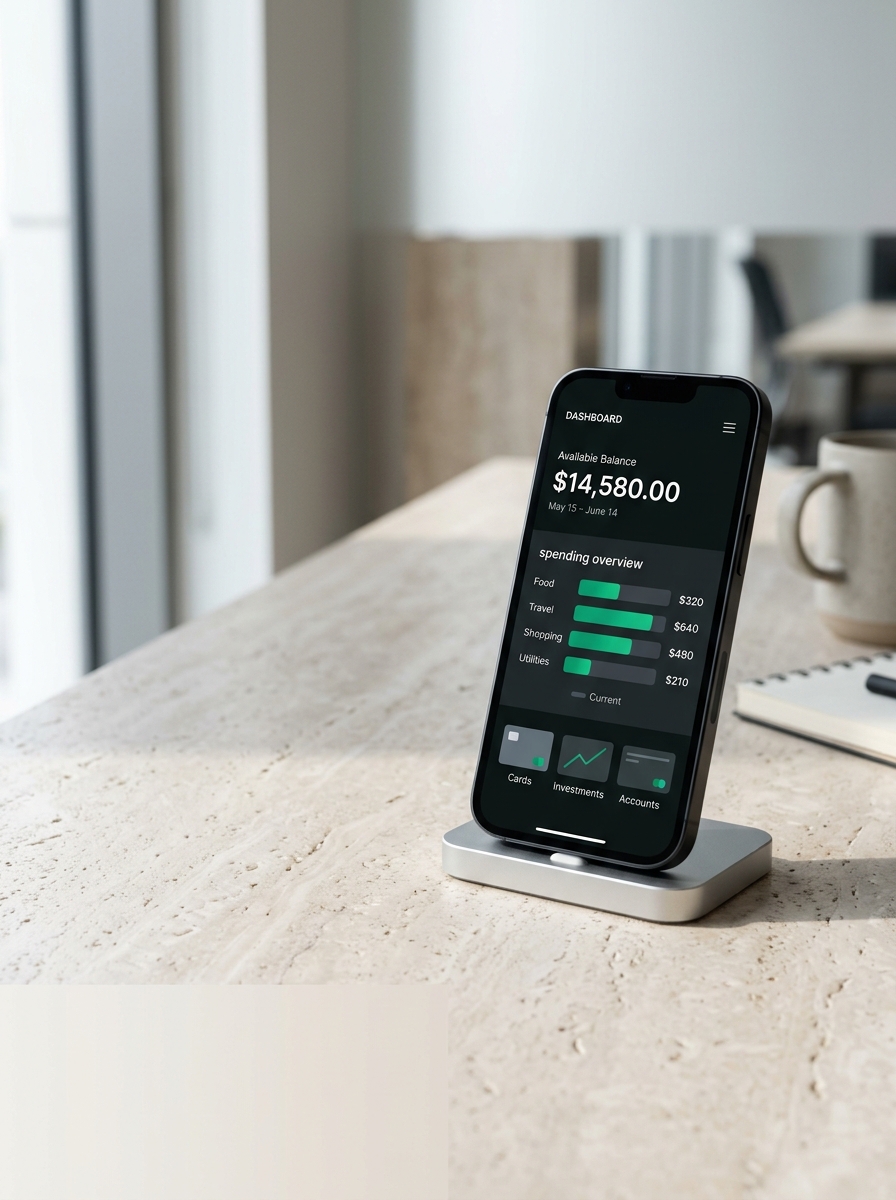 DASHBOARD
Available Balance
$14,580.00
May 15 – June 14
spending overview
Food $320
Travel $640
Shopping $480
Utilities $210
Current
Cards Investments Accounts